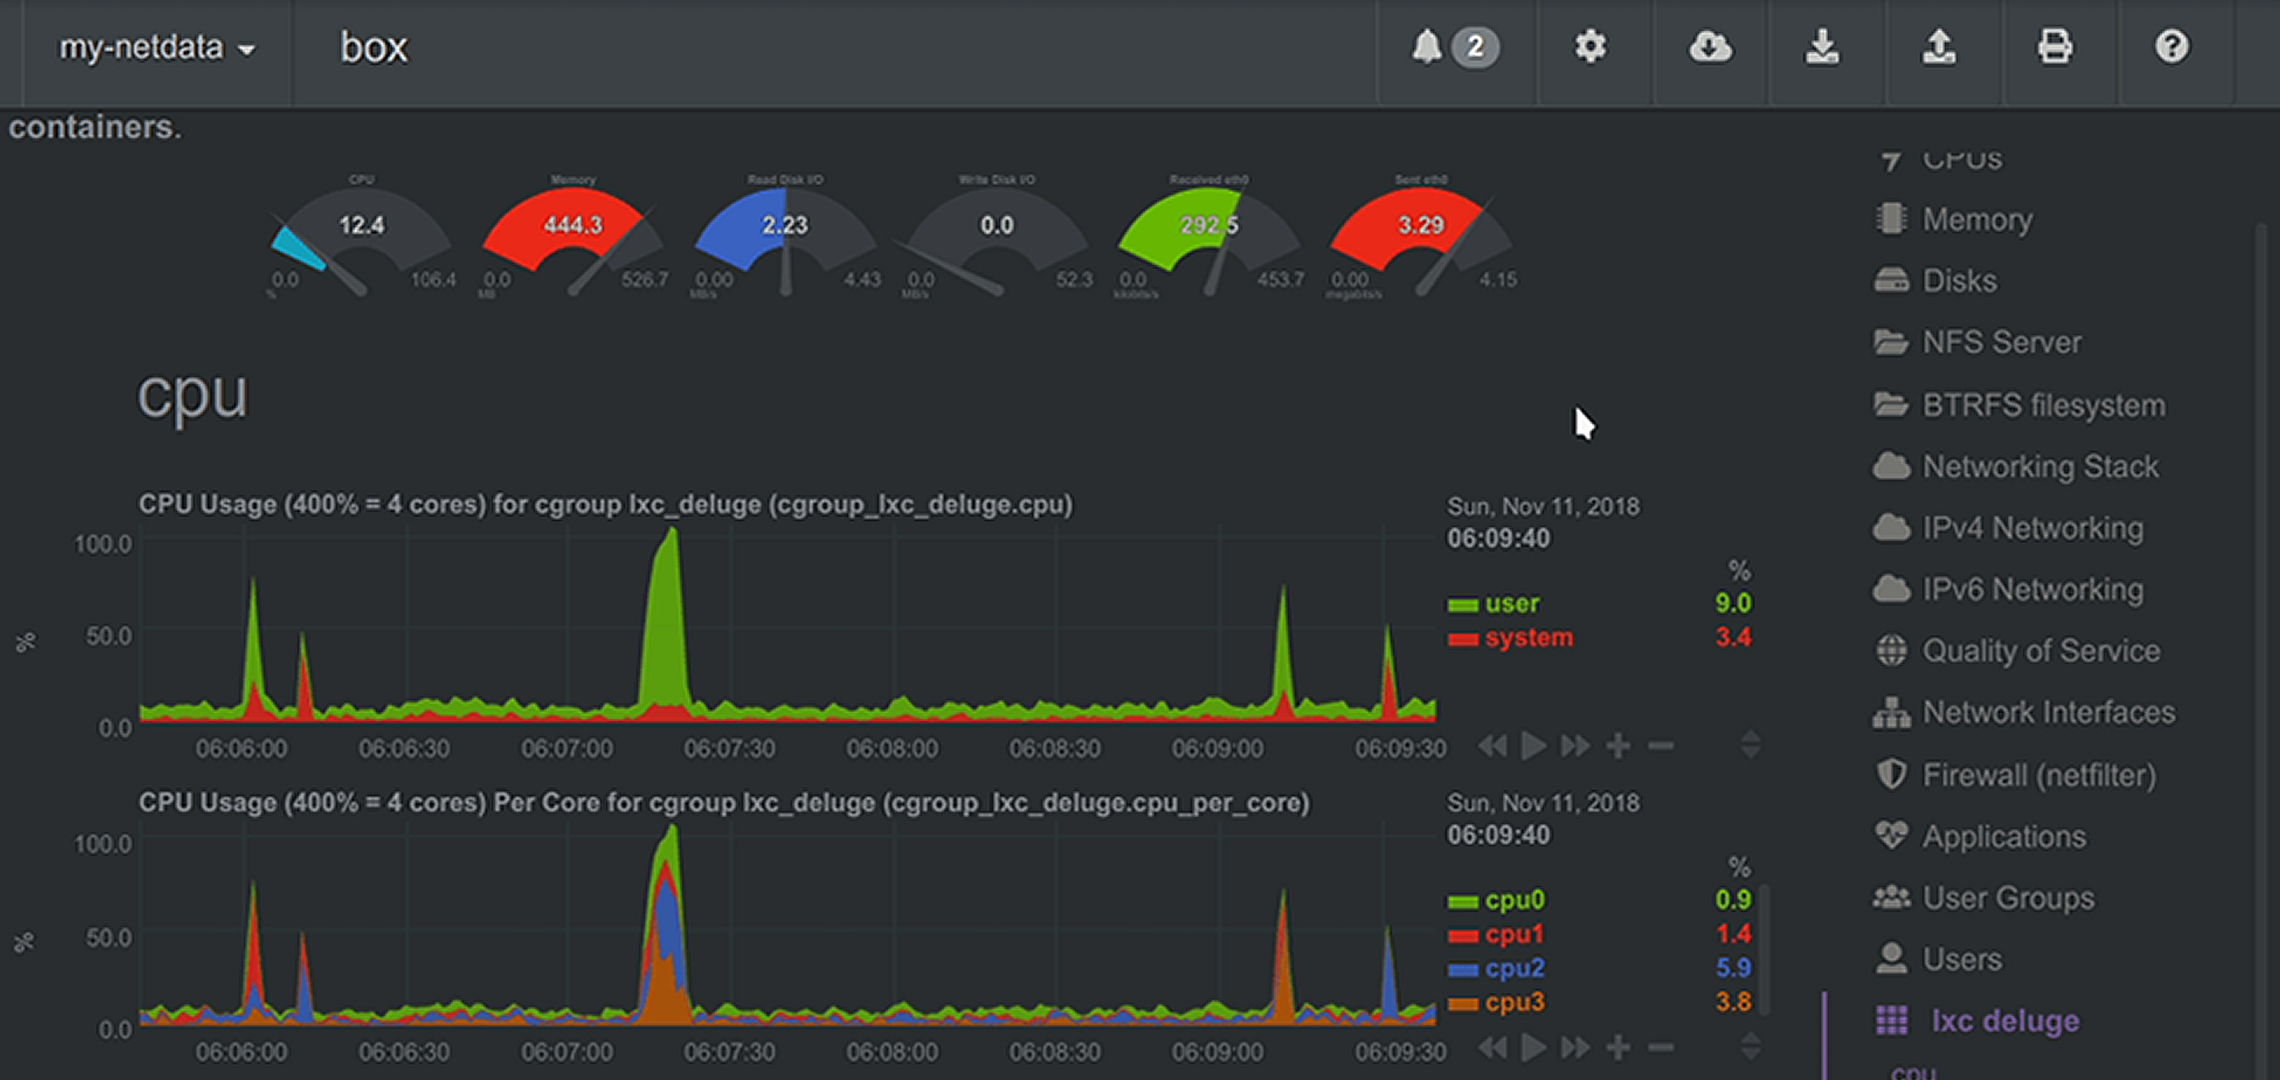 my-netdata box 2
containers.
CPU Memory Read Disk I/O Write Disk I/O Received eth0 Sent eth0
12.4 444.3 2.23 0.0 292.5 3.29
0.0 106.4 0.0 526.7 0.00 4.43 0.0 52.3 0.0 453.7 0.00 4.15
% MB MB/s MB/s kilobits/s megabits/s
cpu
CPU Usage (400% = 4 cores) for cgroup lxc_deluge (cgroup_lxc_deluge.cpu)
Sun, Nov 11, 2018
06:09:40
%
user 9.0
system 3.4
100.0
50.0
0.0
%
06:06:00 06:06:30 06:07:00 06:07:30 06:08:00 06:08:30 06:09:00 06:09:30
CPU Usage (400% = 4 cores) Per Core for cgroup lxc_deluge (cgroup_lxc_deluge.cpu_per_core)
Sun, Nov 11, 2018
06:09:40
%
cpu0 0.9
cpu1 1.4
cpu2 5.9
cpu3 3.8
100.0
50.0
0.0
%
06:06:00 06:06:30 06:07:00 06:07:30 06:08:00 06:08:30 06:09:00 06:09:30
CPUs
Memory
Disks
NFS Server
BTRFS filesystem
Networking Stack
IPv4 Networking
IPv6 Networking
Quality of Service
Network Interfaces
Firewall (netfilter)
Applications
User Groups
Users
lxc deluge
cpu